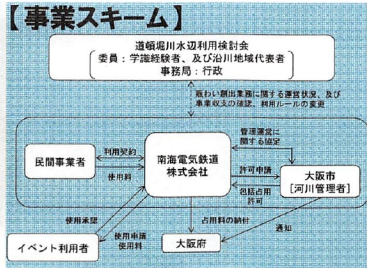 【事業スキーム】
道頓堀川水辺利用検討会
委員：学識経験者、及び沿川地域代表者
事務局：行政
賑わい創出業務に関する運営状況、及び
事業収支の確認、利用ルールの変更
管理運営に
関する協定
民間事業者
利用契約
使用料
南海電気鉄道
株式会社
許可申請
包括占用
許可
大阪市
［河川管理者］
使用承認
使用申請
使用料
占用料の納付
通知
イベント利用者
大阪府